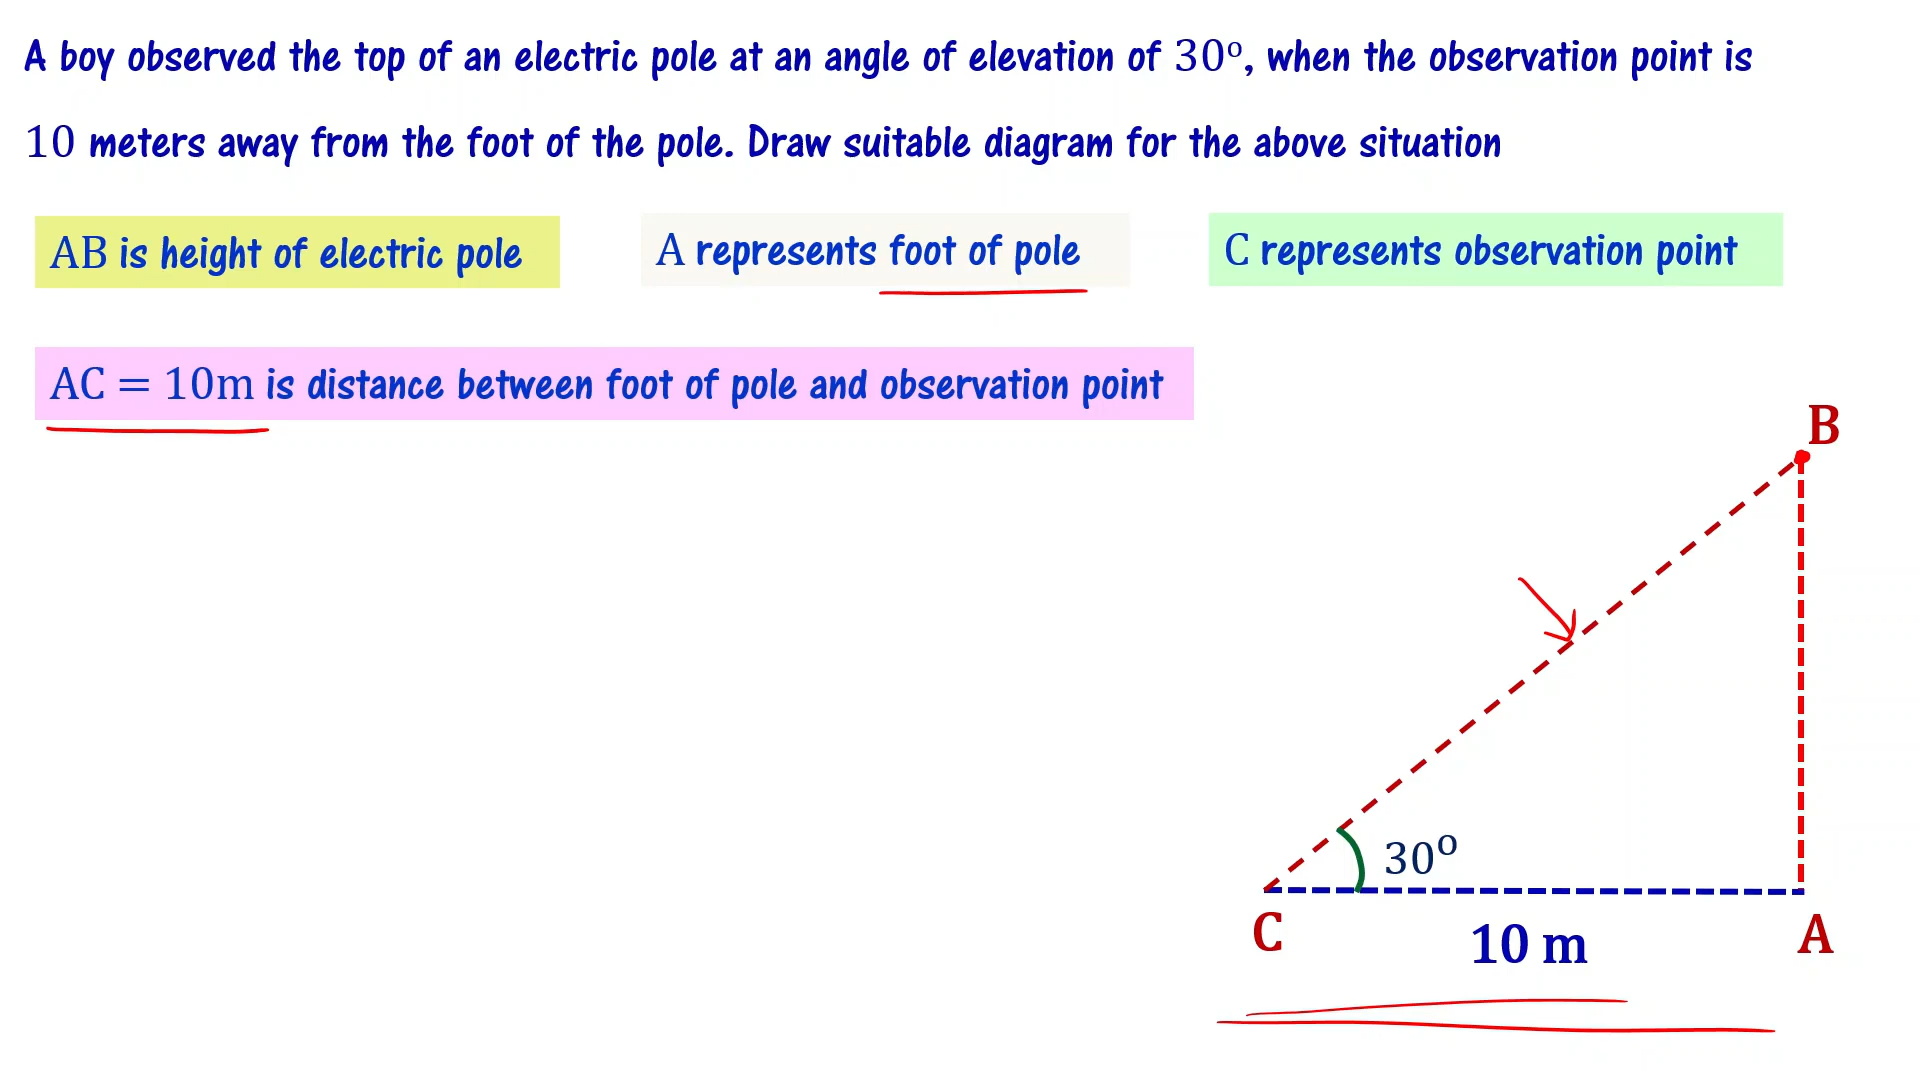 A boy observed the top of an electric pole at an angle of elevation of 30ᵒ, when the observation point is
10 meters away from the foot of the pole. Draw suitable diagram for the above situation
AB is height of electric pole
A represents foot of pole
C represents observation point
AC = 10m is distance between foot of pole and observation point
B
30ᵒ
C
10 m
A